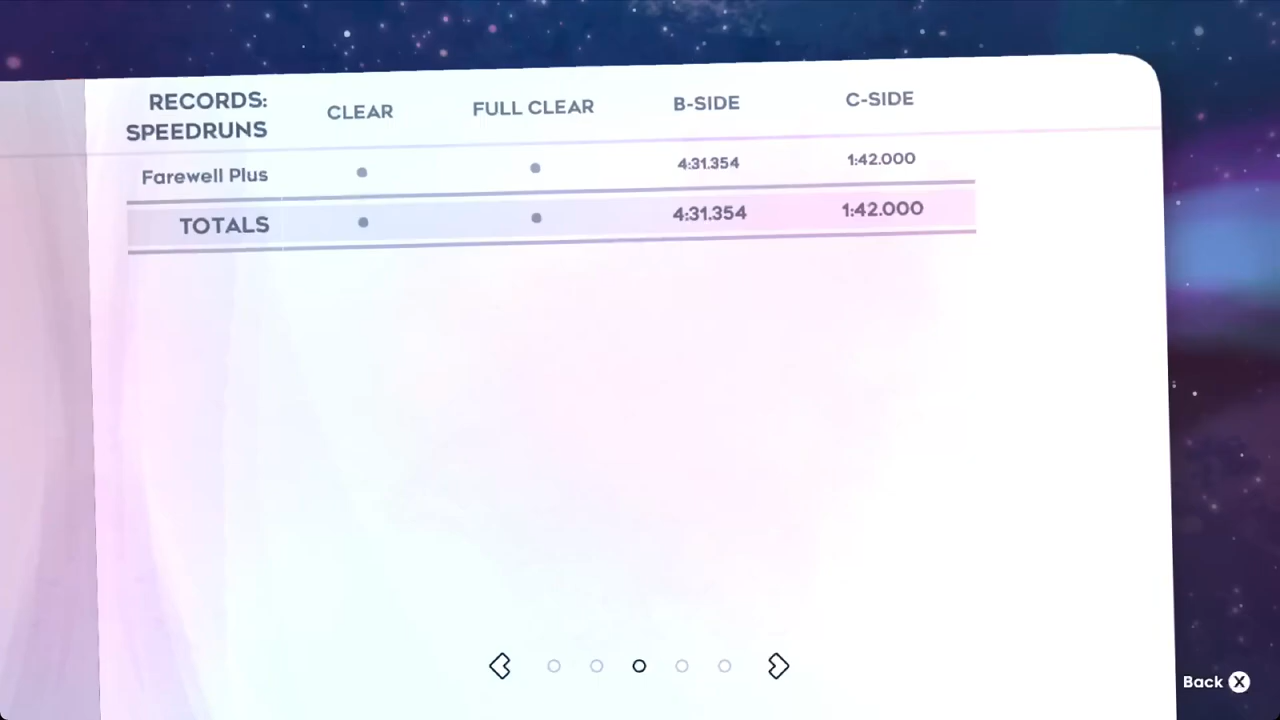 RECORDS: SPEEDRUNS CLEAR FULL CLEAR B-SIDE C-SIDE
Farewell Plus • • 4:31.354 1:42.000
TOTALS • • 4:31.354 1:42.000
Back X